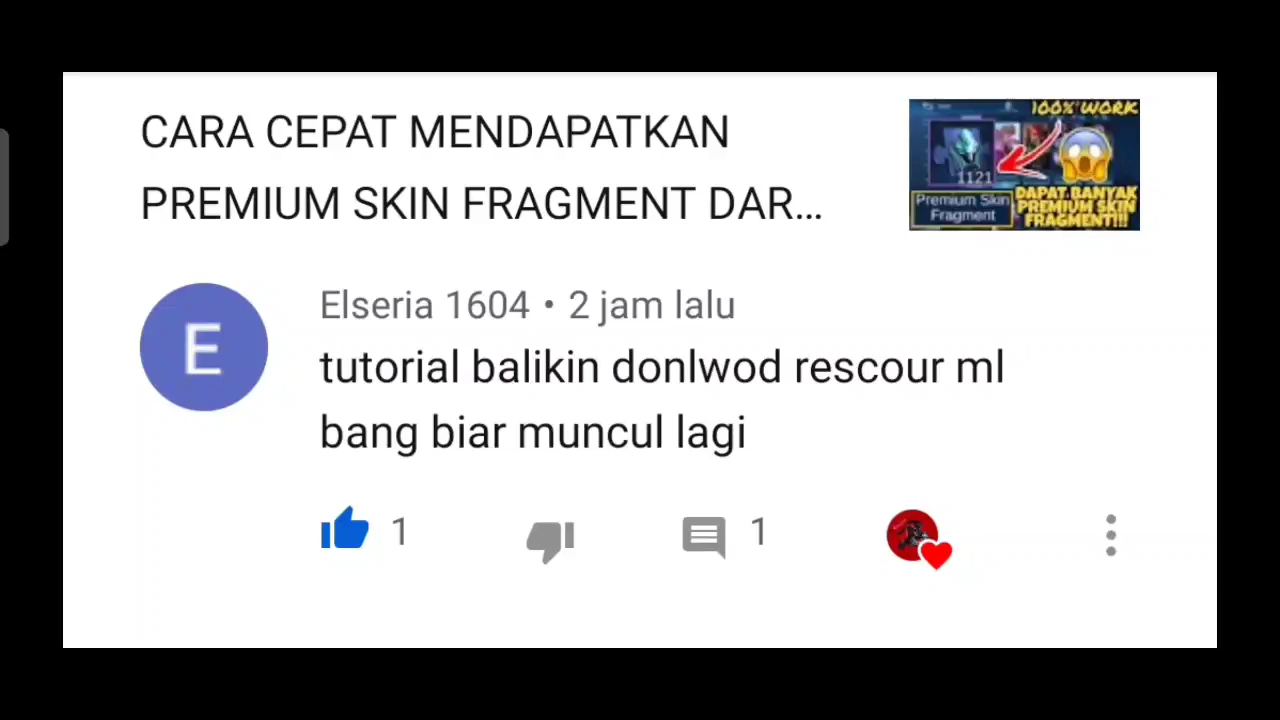 CARA CEPAT MENDAPATKAN
PREMIUM SKIN FRAGMENT DAR...
100% WORK
1121
Premium Skin
Fragment
DAPAT BANYAK
PREMIUM SKIN
FRAGMENT!!!
E
Elseria 1604 • 2 jam lalu
tutorial balikin donlwod rescour ml
bang biar muncul lagi
1
1